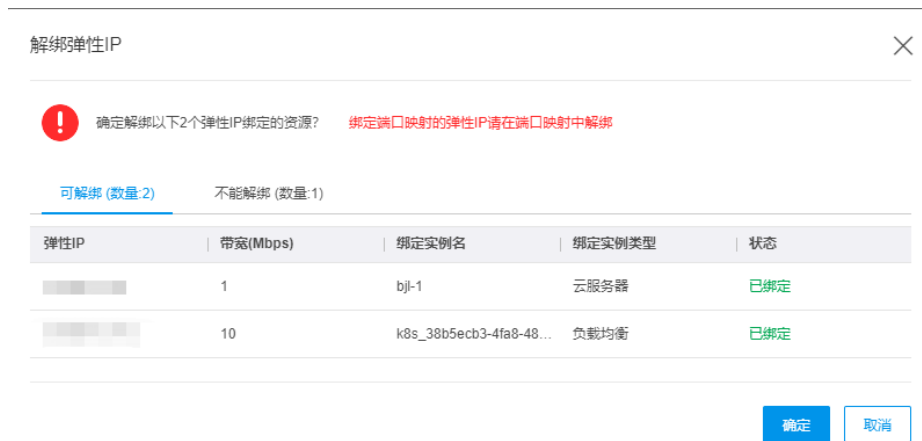 解绑弹性IP
确定解绑以下2个弹性IP绑定的资源? 绑定端口映射的弹性IP请在端口映射中解绑
可解绑 (数量:2) 不能解绑 (数量:1)
弹性IP 带宽(Mbps) 绑定实例名 绑定实例类型 状态
1 bjl-1 云服务器 已绑定
10 k8s_38b5ecb3-4fa8-48... 负载均衡 已绑定
确定 取消